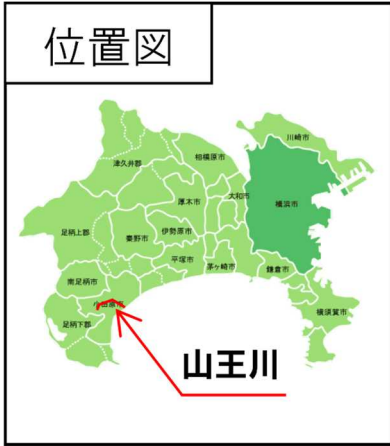 位置図
川崎市
相模原市
津久井郡
大和市
厚木市
横浜市
足柄上郡
秦野市
伊勢原市
平塚市
茅ヶ崎市
鎌倉市
南足柄市
小田原市
足柄下郡
横須賀市
山王川